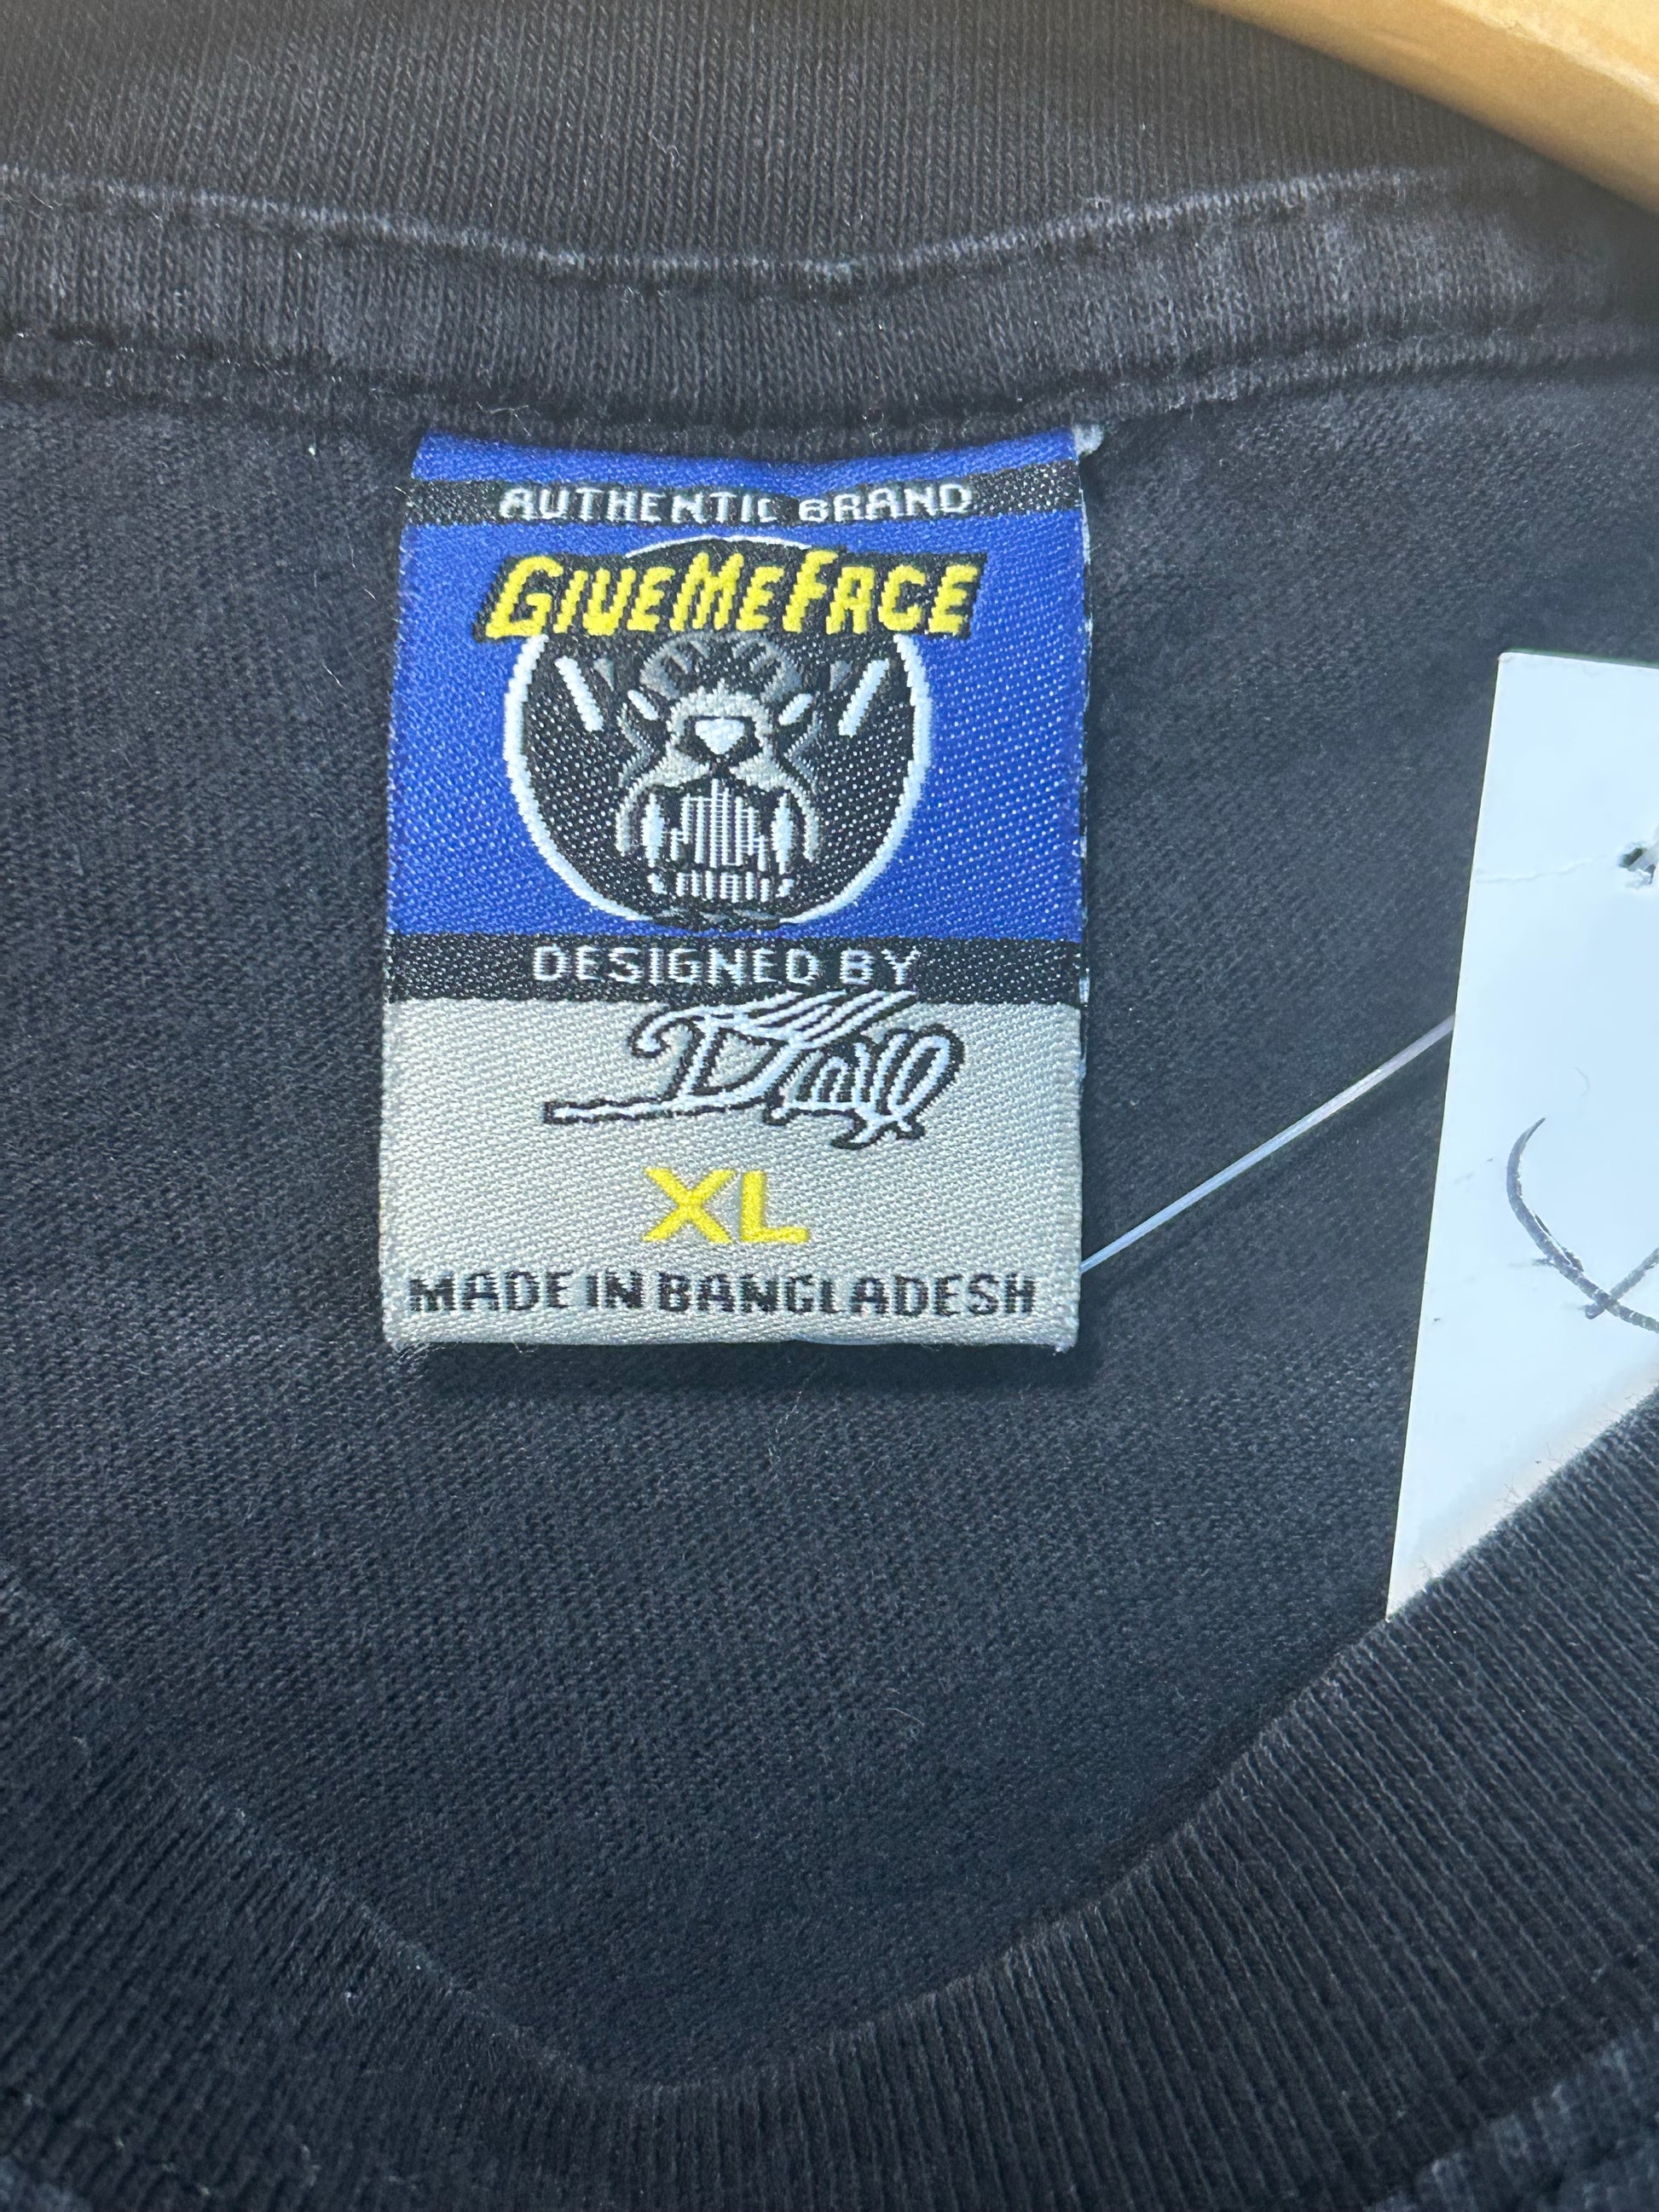 AUTHENTIC BRAND
GIVEMEFACE
DESIGNED BY
XL
MADE IN BANGLADESH